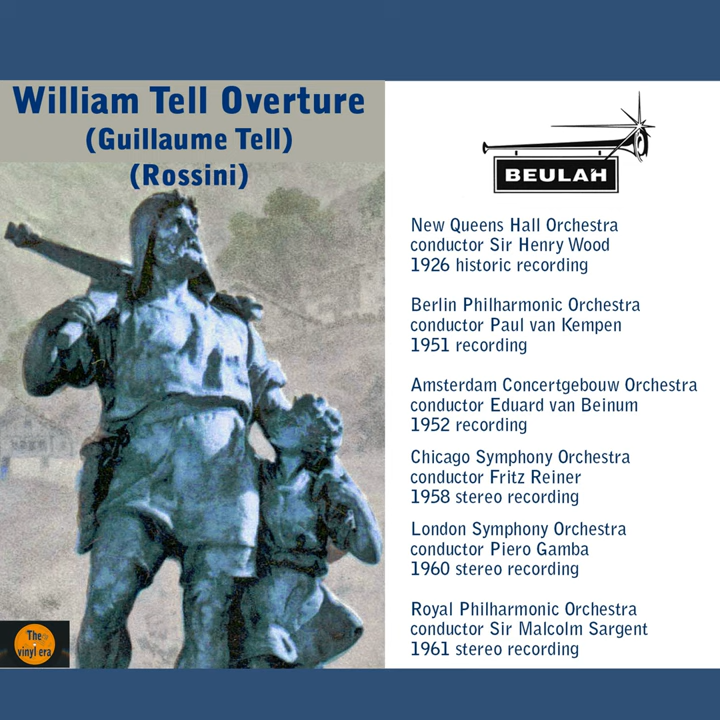 William Tell Overture
(Guillaume Tell)
(Rossini)
BEULAH
New Queens Hall Orchestra
conductor Sir Henry Wood
1926 historic recording
Berlin Philharmonic Orchestra
conductor Paul van Kempen
1951 recording
Amsterdam Concertgebouw Orchestra
conductor Eduard van Beinum
1952 recording
Chicago Symphony Orchestra
conductor Fritz Reiner
1958 stereo recording
London Symphony Orchestra
conductor Piero Gamba
1960 stereo recording
Royal Philharmonic Orchestra
conductor Sir Malcolm Sargent
1961 stereo recording
The
vinyl era